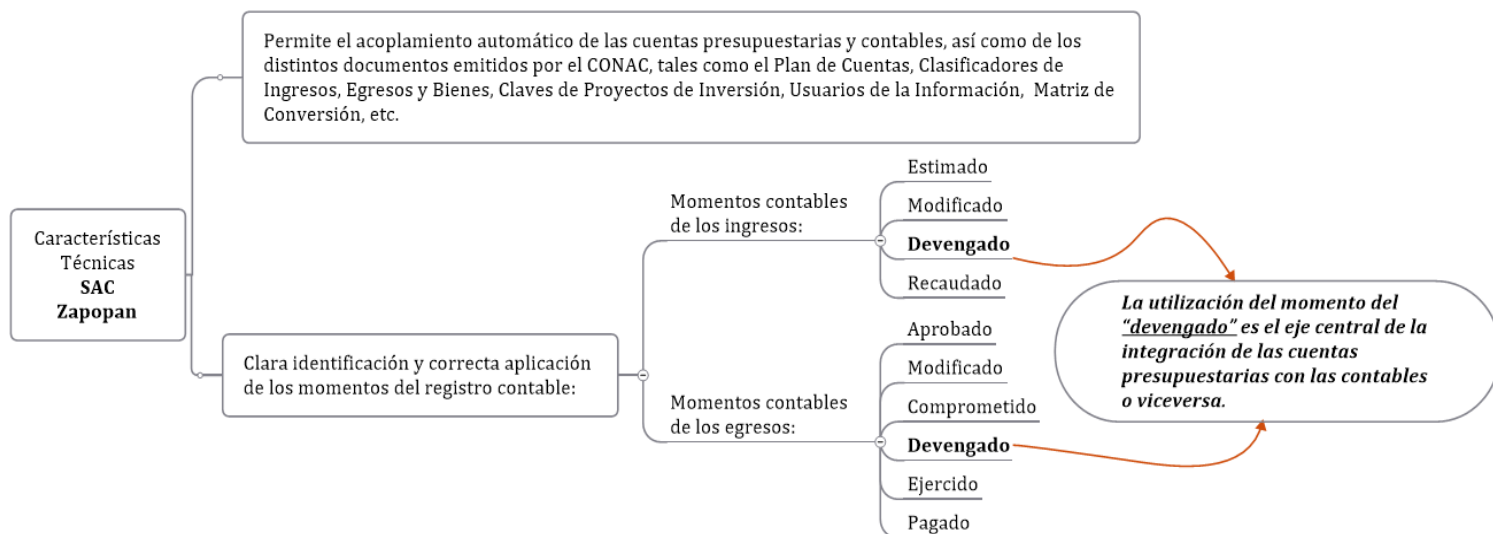 Permite el acoplamiento automático de las cuentas presupuestarias y contables, así como de los
distintos documentos emitidos por el CONAC, tales como el Plan de Cuentas, Clasificadores de
Ingresos, Egresos y Bienes, Claves de Proyectos de Inversión, Usuarios de la Información, Matriz de
Conversión, etc.
Características
Técnicas
SAC
Zapopan
Clara identificación y correcta aplicación
de los momentos del registro contable:
Momentos contables
de los ingresos:
Estimado
Modificado
Devengado
Recaudado
Momentos contables
de los egresos:
Aprobado
Modificado
Comprometido
Devengado
Ejercido
Pagado
La utilización del momento del
“devengado” es el eje central de la
integración de las cuentas
presupuestarias con las contables
o viceversa.